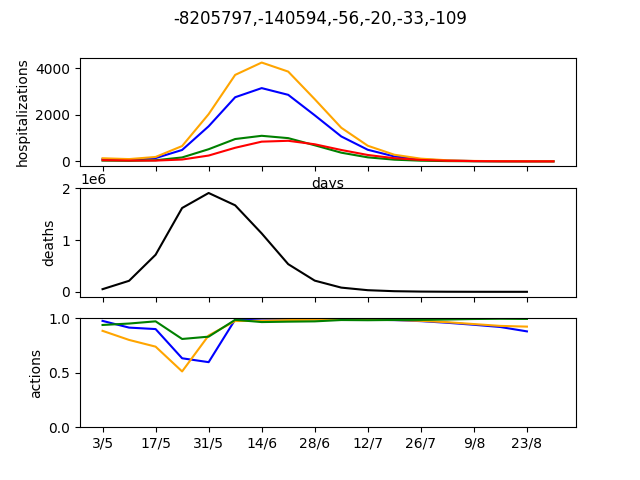 -8205797,-140594,-56,-20,-33,-109
4000
2000
0
hospitalizations
days
1e6
2
1
0
deaths
1.0
0.5
0.0
actions
3/5 17/5 31/5 14/6 28/6 12/7 26/7 9/8 23/8